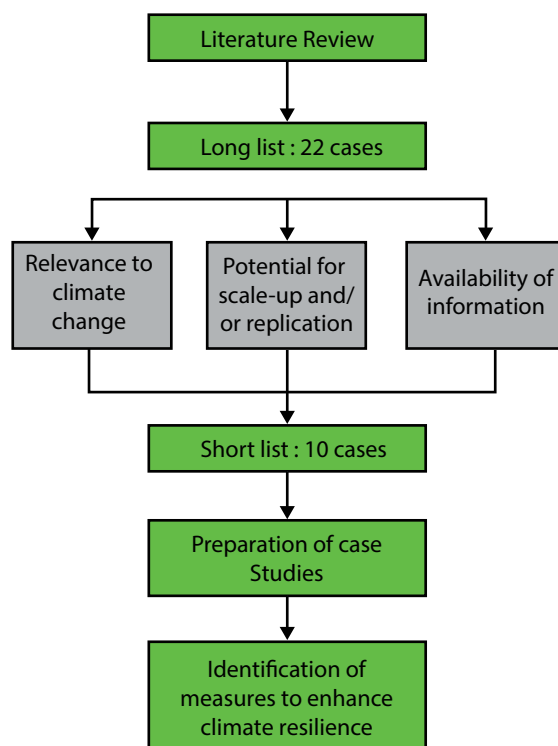 Literature Review
Long list : 22 cases
Relevance to
climate
change
Potential for
scale-up and/
or replication
Availability of
information
Short list : 10 cases
Preparation of case
Studies
Identification of
measures to enhance
climate resilience